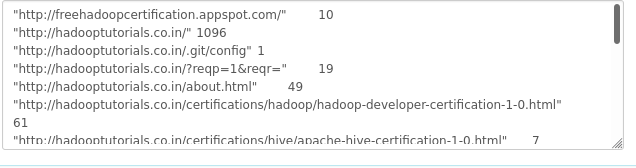 "http://freehadoopcertification.appspot.com/" 10
"http://hadooptutorials.co.in/" 1096
"http://hadooptutorials.co.in/.git/config" 1
"http://hadooptutorials.co.in/?reqp=1&reqr=" 19
"http://hadooptutorials.co.in/about.html" 49
"http://hadooptutorials.co.in/certifications/hadoop/hadoop-developer-certification-1-0.html"
61
"http://hadooptutorials.co.in/certifications/hive/apache-hive-certification-1-0.html" 7